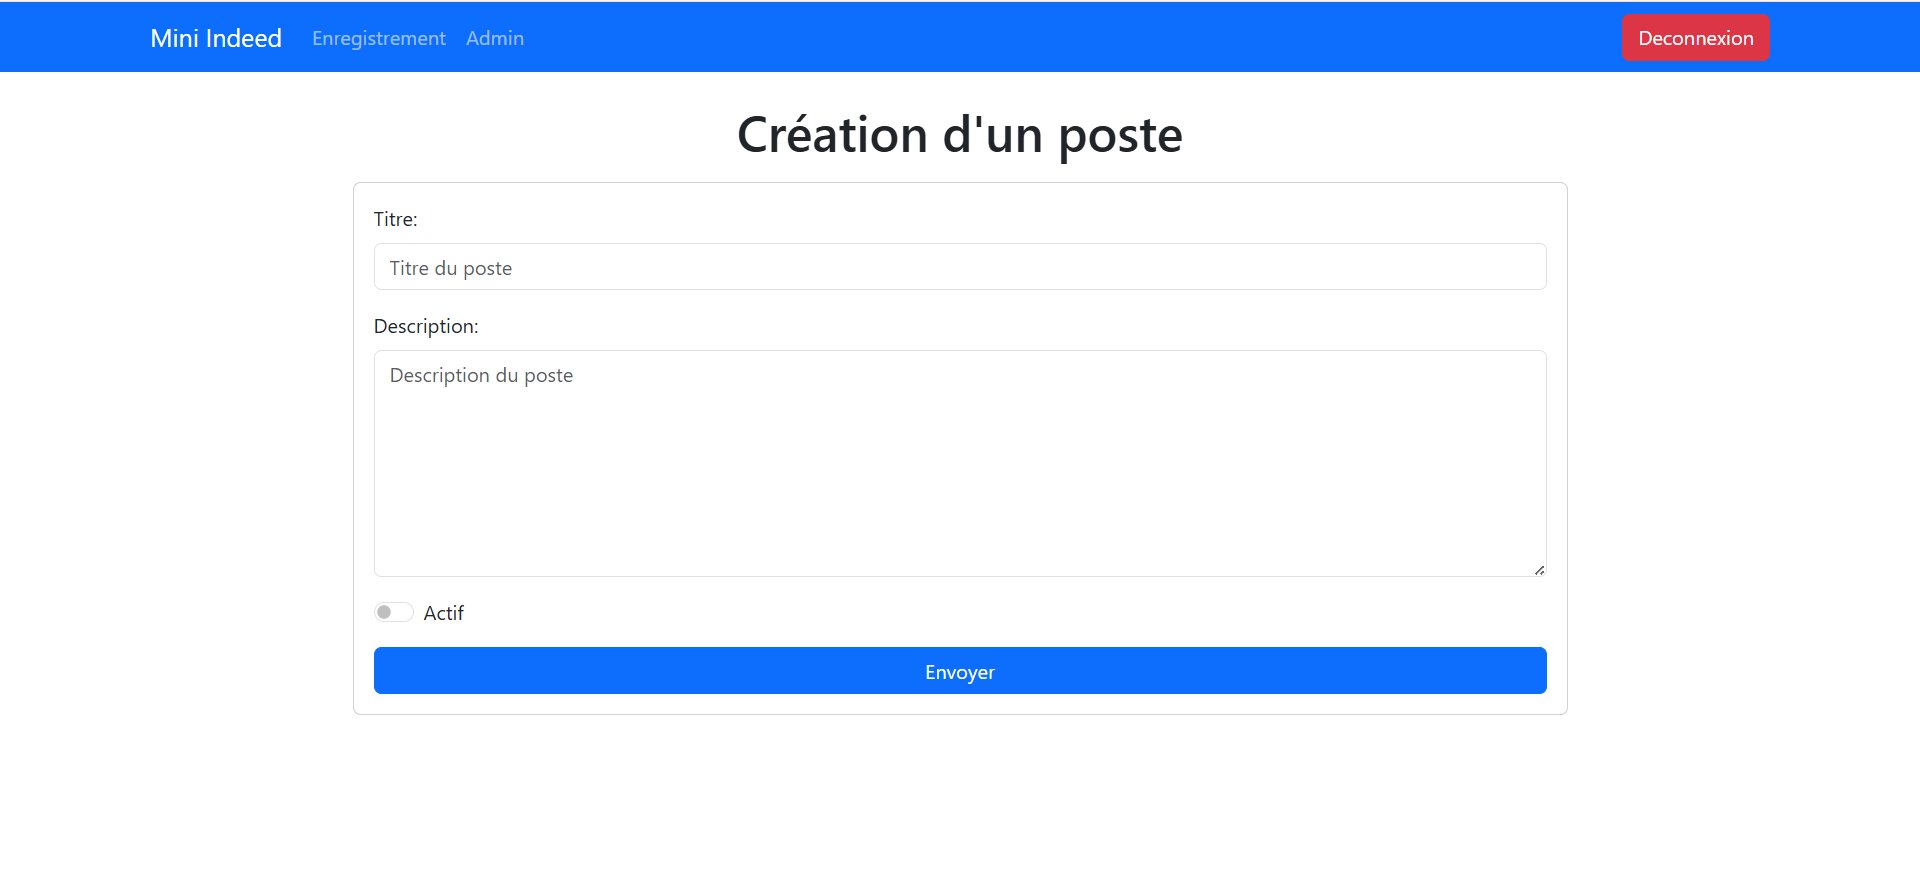 Mini Indeed Enregistrement Admin Deconnexion
Création d'un poste
Titre:
Titre du poste
Description:
Description du poste
Actif
Envoyer